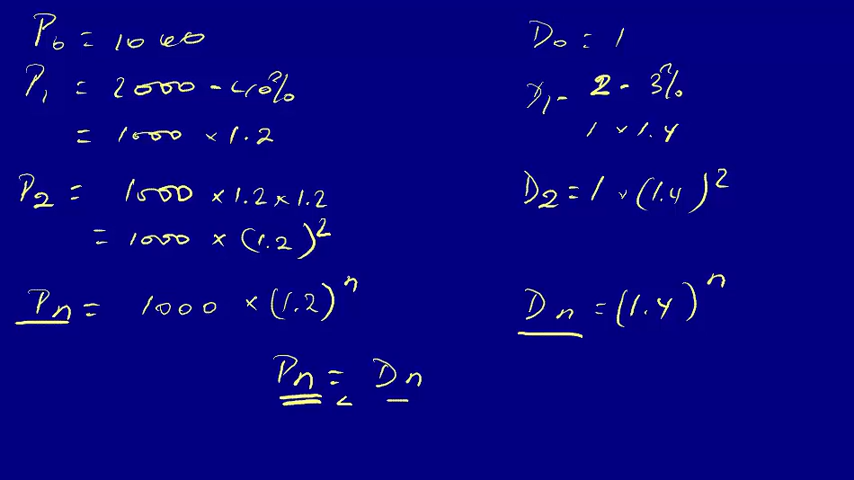 P₀ = 1000
P₁ = 2000 - 40%
= 1000 × 1.2
P₂ = 1000 × 1.2 × 1.2
= 1000 × (1.2)²
Pn = 1000 × (1.2)ⁿ
D₀ = 1
D₁ = 2 - 3%
1 × 1.4
D₂ = 1 × (1.4)²
Dn = (1.4)ⁿ
Pn = Dn